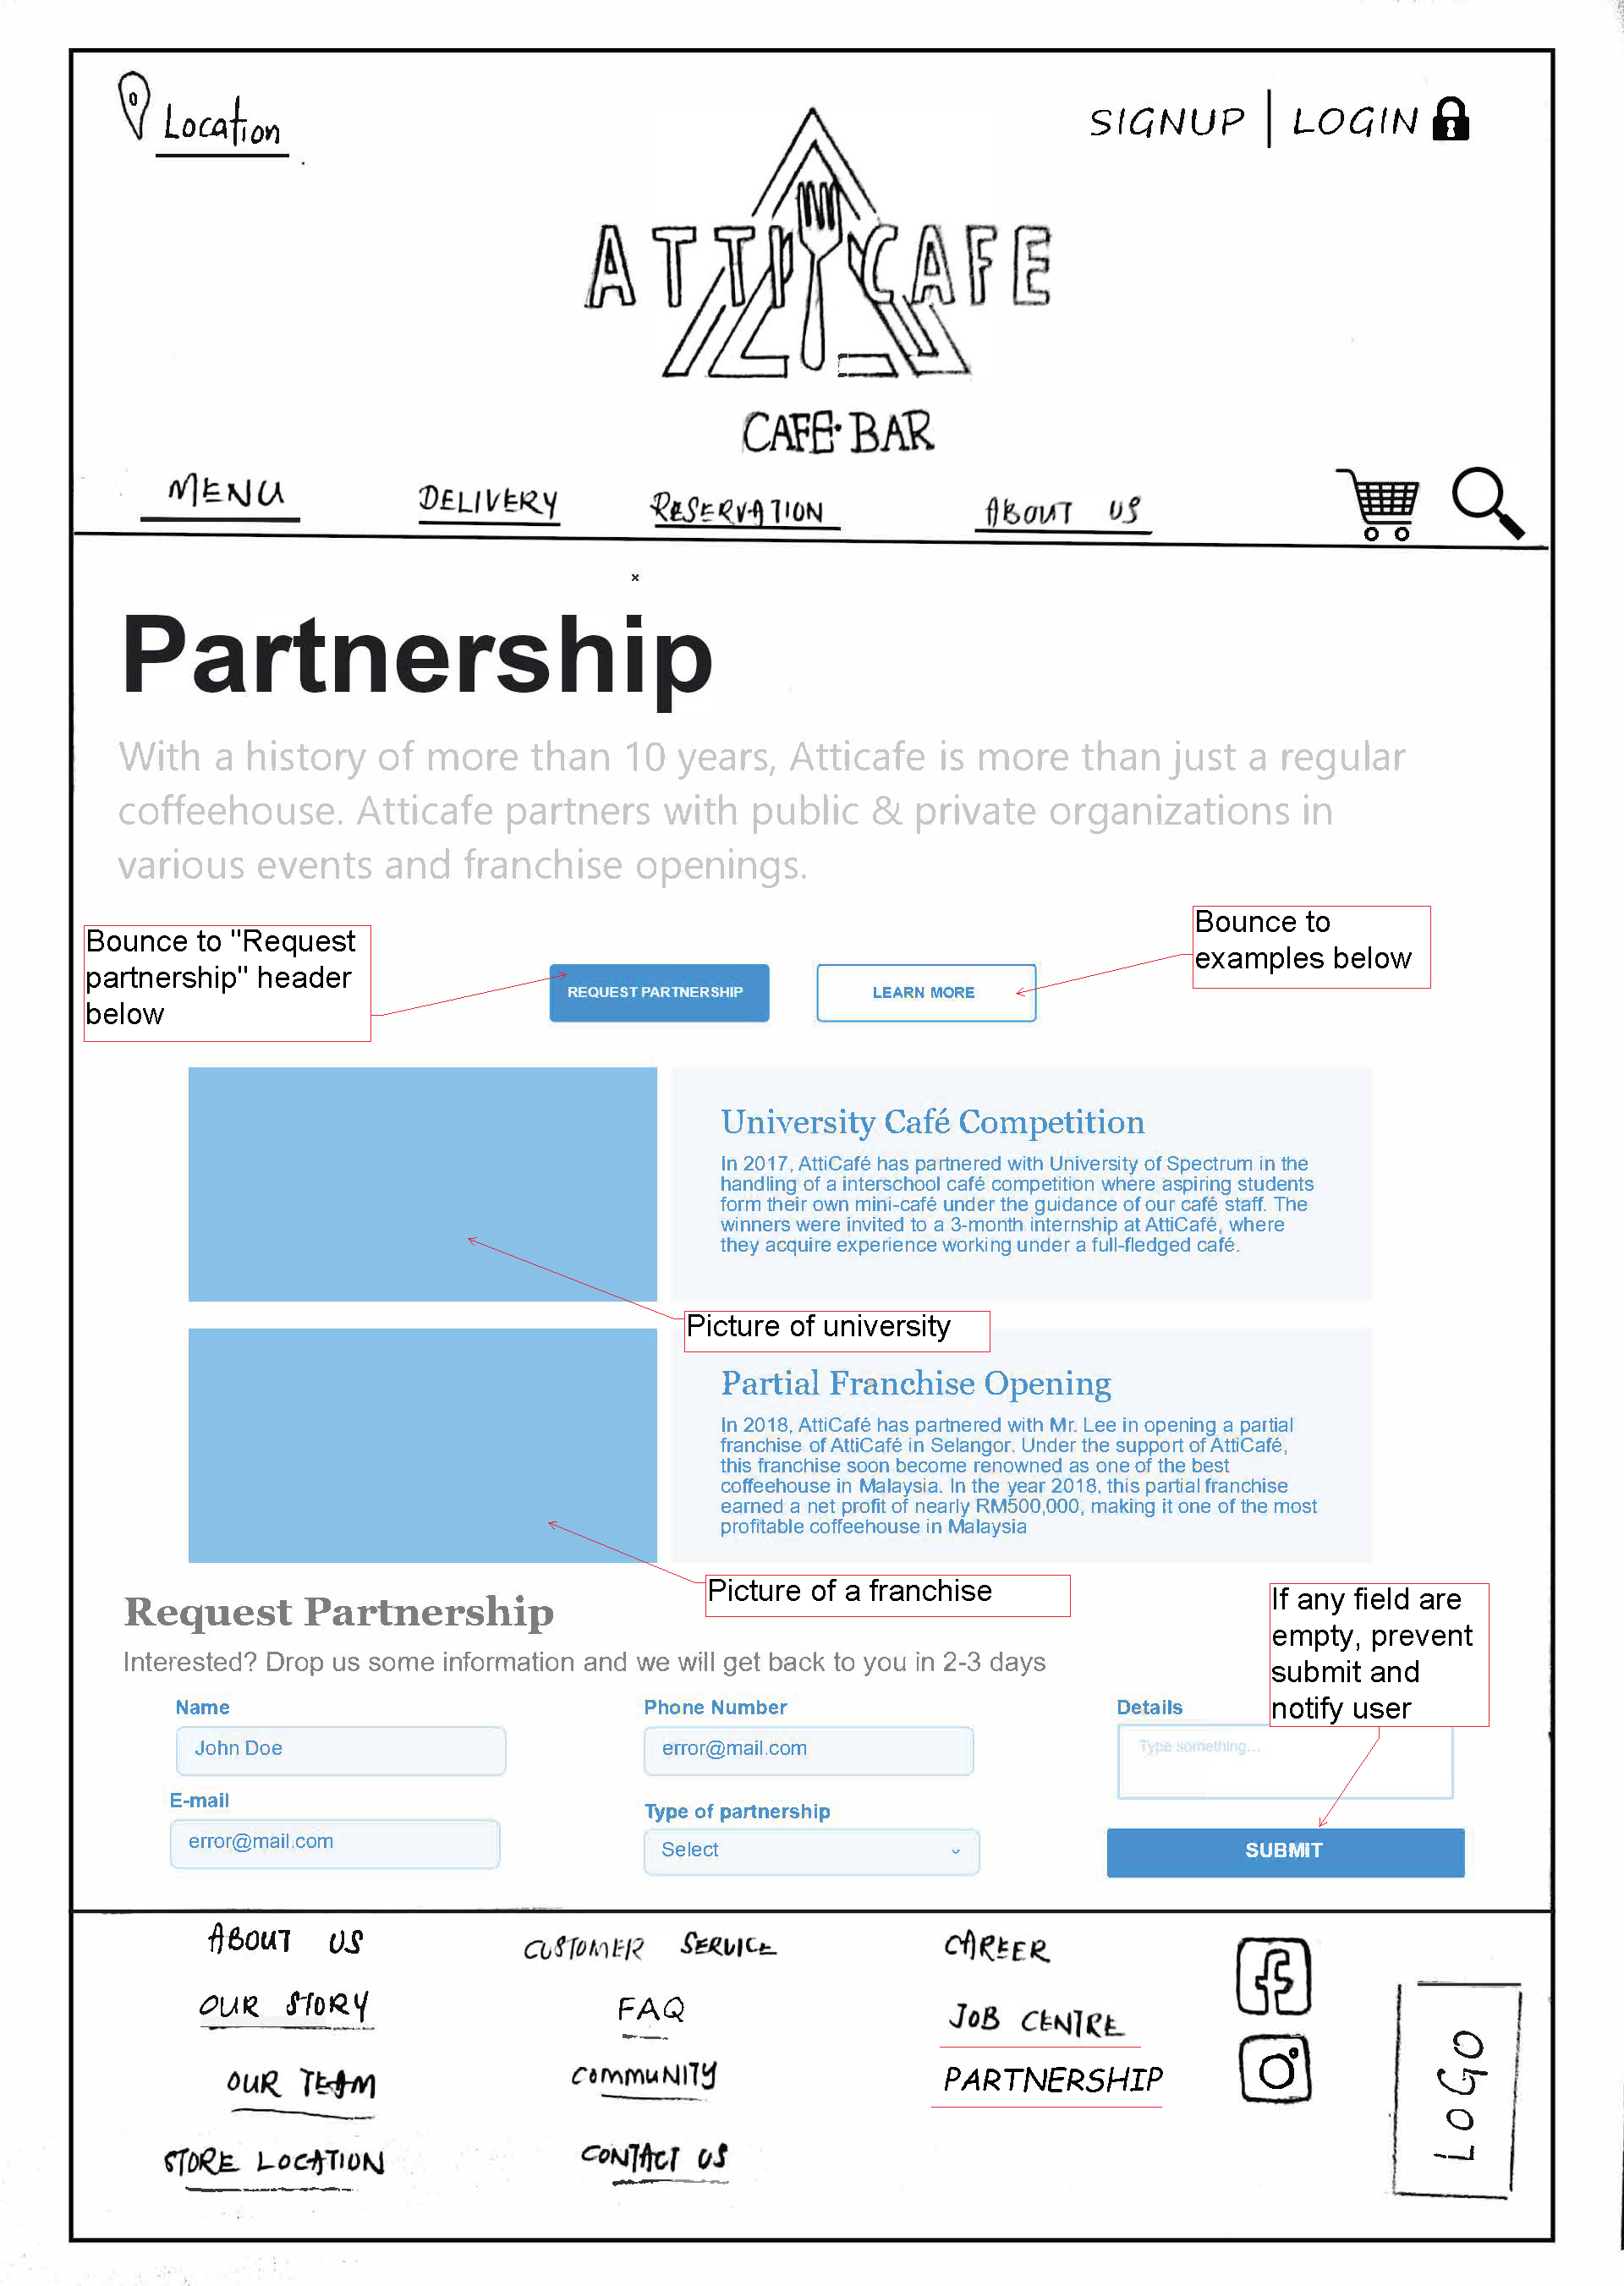 Location
SIGNUP | LOGIN
ATTICAFE
CAFE·BAR
MENU
DELIVERY
RESERVATION
ABOUT US
Partnership
With a history of more than 10 years, Atticafe is more than just a regular
coffeehouse. Atticafe partners with public & private organizations in
various events and franchise openings.
Bounce to "Request
partnership" header
below
REQUEST PARTNERSHIP
LEARN MORE
Bounce to
examples below
University Café Competition
In 2017, AttiCafé has partnered with University of Spectrum in the
handling of a interschool café competition where aspiring students
form their own mini-café under the guidance of our café staff. The
winners were invited to a 3-month internship at AttiCafé, where
they acquire experience working under a full-fledged café.
Picture of university
Partial Franchise Opening
In 2018, AttiCafé has partnered with Mr. Lee in opening a partial
franchise of AttiCafé in Selangor. Under the support of AttiCafé,
this franchise soon become renowned as one of the best
coffeehouse in Malaysia. In the year 2018, this partial franchise
earned a net profit of nearly RM500,000, making it one of the most
profitable coffeehouse in Malaysia
Picture of a franchise
Request Partnership
Interested? Drop us some information and we will get back to you in 2-3 days
If any field are
empty, prevent
submit and
notify user
Name
John Doe
E-mail
error@mail.com
Phone Number
error@mail.com
Type of partnership
Select
Details
Type something...
SUBMIT
ABOUT US
OUR STORY
OUR TEAM
STORE LOCATION
CUSTOMER SERVICE
FAQ
COMMUNITY
CONTACT US
CAREER
JOB CENTRE
PARTNERSHIP
LOGO